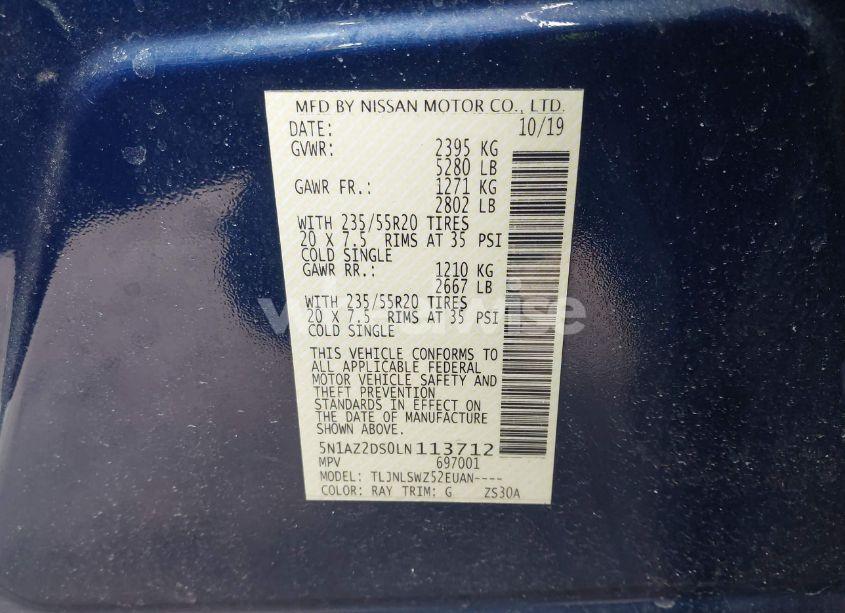 MFD BY NISSAN MOTOR CO., LTD.
DATE: 10/19
GVWR: 2395 KG
5280 LB
GAWR FR.: 1271 KG
2802 LB
WITH 235/55R20 TIRES
20 X 7.5 RIMS AT 35 PSI
COLD SINGLE
GAWR RR.: 1210 KG
2667 LB
WITH 235/55R20 TIRES
20 X 7.5 RIMS AT 35 PSI
COLD SINGLE
THIS VEHICLE CONFORMS TO
ALL APPLICABLE FEDERAL
MOTOR VEHICLE SAFETY AND
THEFT PREVENTION
STANDARDS IN EFFECT ON
THE DATE OF MANUFACTURE
SHOWN ABOVE.
5N1AZ2DS0LN113712
MPV 697001
MODEL: TLJNLSWZ52EUAN----
COLOR: RAY TRIM: G ZS30A